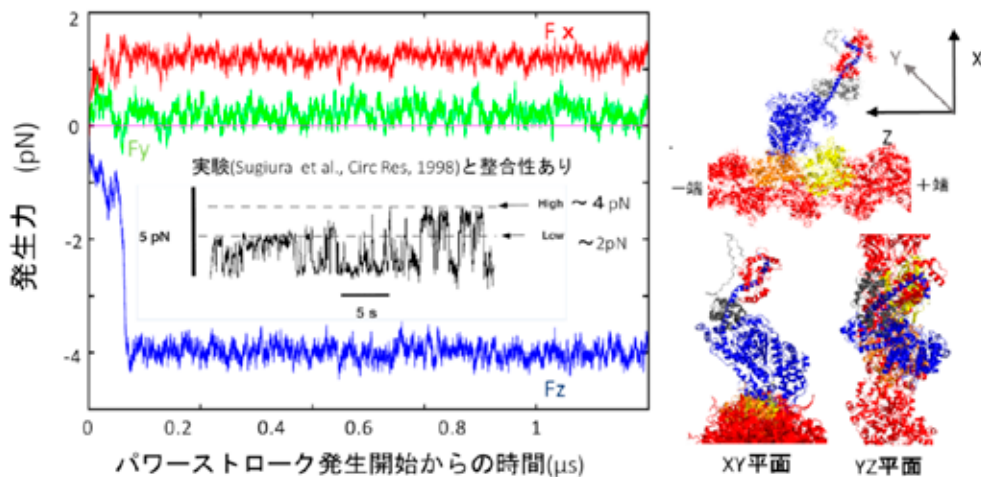 2
0
-2
-4
発生力 (pN)
F x
Fy
Fz
実験(Sugiura et al., Circ Res, 1998)と整合性あり
5 pN
High ~ 4 pN
Low ~2pN
5 s
0 0.2 0.4 0.6 0.8 1
パワーストローク発生開始からの時間(μs)
X
Y
Z
ー端
+端
XY平面
YZ平面